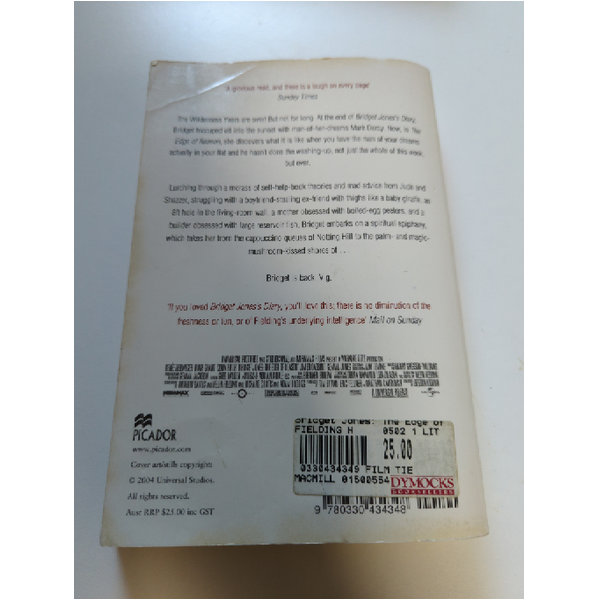 'A glorious read, and there is a laugh on every page'
Sunday Times
The Wilderness Years are over! But not for long. At the end of Bridget Jones's Diary,
Bridget hiccuped off into the sunset with man-of-her-dreams Mark Darcy. Now, in The
Edge of Reason, she discovers what it is like when you have the man of your dreams
actually in your flat and he hasn't done the washing-up, not just the whole of this week,
but ever.
Lurching through a morass of self-help-book theories and mad advice from Jude and
Shazzer, struggling with a boyfriend-stealing ex-friend with thighs like a baby giraffe, an
8ft hole in the living-room wall, a mother obsessed with boiled-egg peelers, and a
builder obsessed with large reservoir fish, Bridget embarks on a spiritual epiphany,
which takes her from the cappuccino queues of Notting Hill to the palm- and magic-
mushroom-kissed shores of . . .
Bridget is back. V.g.
'If you loved Bridget Jones's Diary, you'll love this; there is no diminution of the
freshness or fun, or of Fielding's underlying intelligence' Mail on Sunday
MIRAMAX
UNIVERSAL
PICADOR
www.picador.com
Cover artwork copyright
© 2004 Universal Studios.
All rights reserved.
Aust RRP $23.00 inc GST
Bridget Jones: The Edge of
FIELDING H 0502 1 LIT
25.00
0330434349 FILM TIE
MACMILL 01500554
DYMOCKS
BOOKSELLERS
9 780330 434348